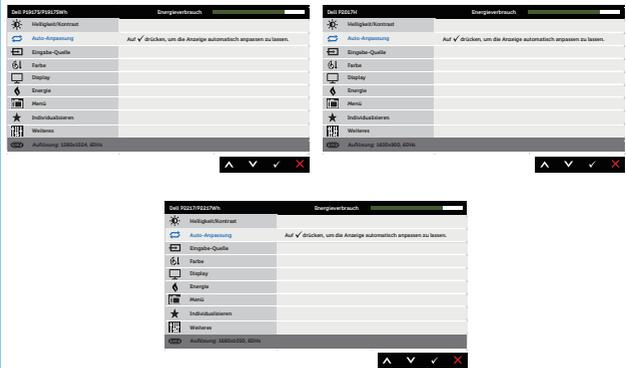 Dell P1917S/P1917SWh Energieverbrauch
Helligkeit/Kontrast
Auto-Anpassung Auf ✓ drücken, um die Anzeige automatisch anpassen zu lassen.
Eingabe-Quelle
Farbe
Display
Energie
Menü
Individualisieren
Weiteres
Auflösung: 1280x1024, 60Hz
Dell P2017H Energieverbrauch
Helligkeit/Kontrast
Auto-Anpassung Auf ✓ drücken, um die Anzeige automatisch anpassen zu lassen.
Eingabe-Quelle
Farbe
Display
Energie
Menü
Individualisieren
Weiteres
Auflösung: 1600x900, 60Hz
Dell P2217/P2217Wh Energieverbrauch
Helligkeit/Kontrast
Auto-Anpassung Auf ✓ drücken, um die Anzeige automatisch anpassen zu lassen.
Eingabe-Quelle
Farbe
Display
Energie
Menü
Individualisieren
Weiteres
Auflösung: 1680x1050, 60Hz